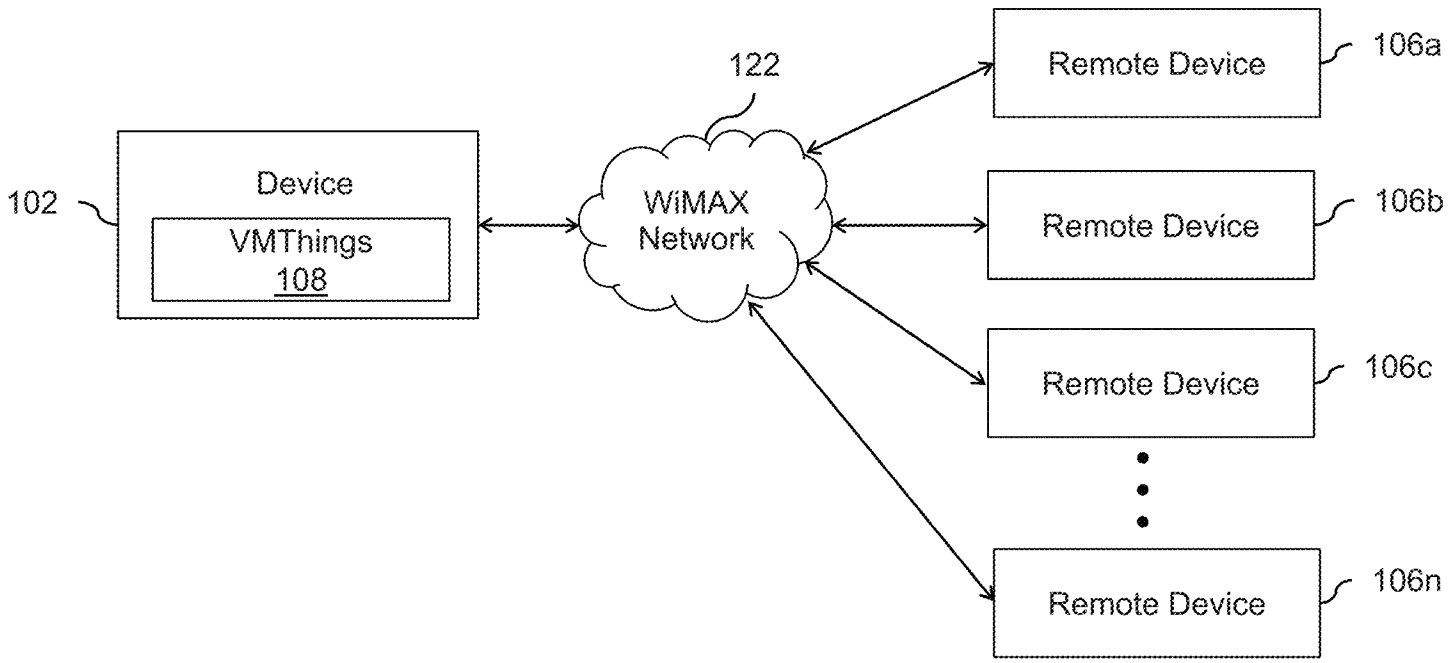 102
Device
VMThings
108
122
WiMAX
Network
Remote Device
106a
Remote Device
106b
Remote Device
106c
Remote Device
106n